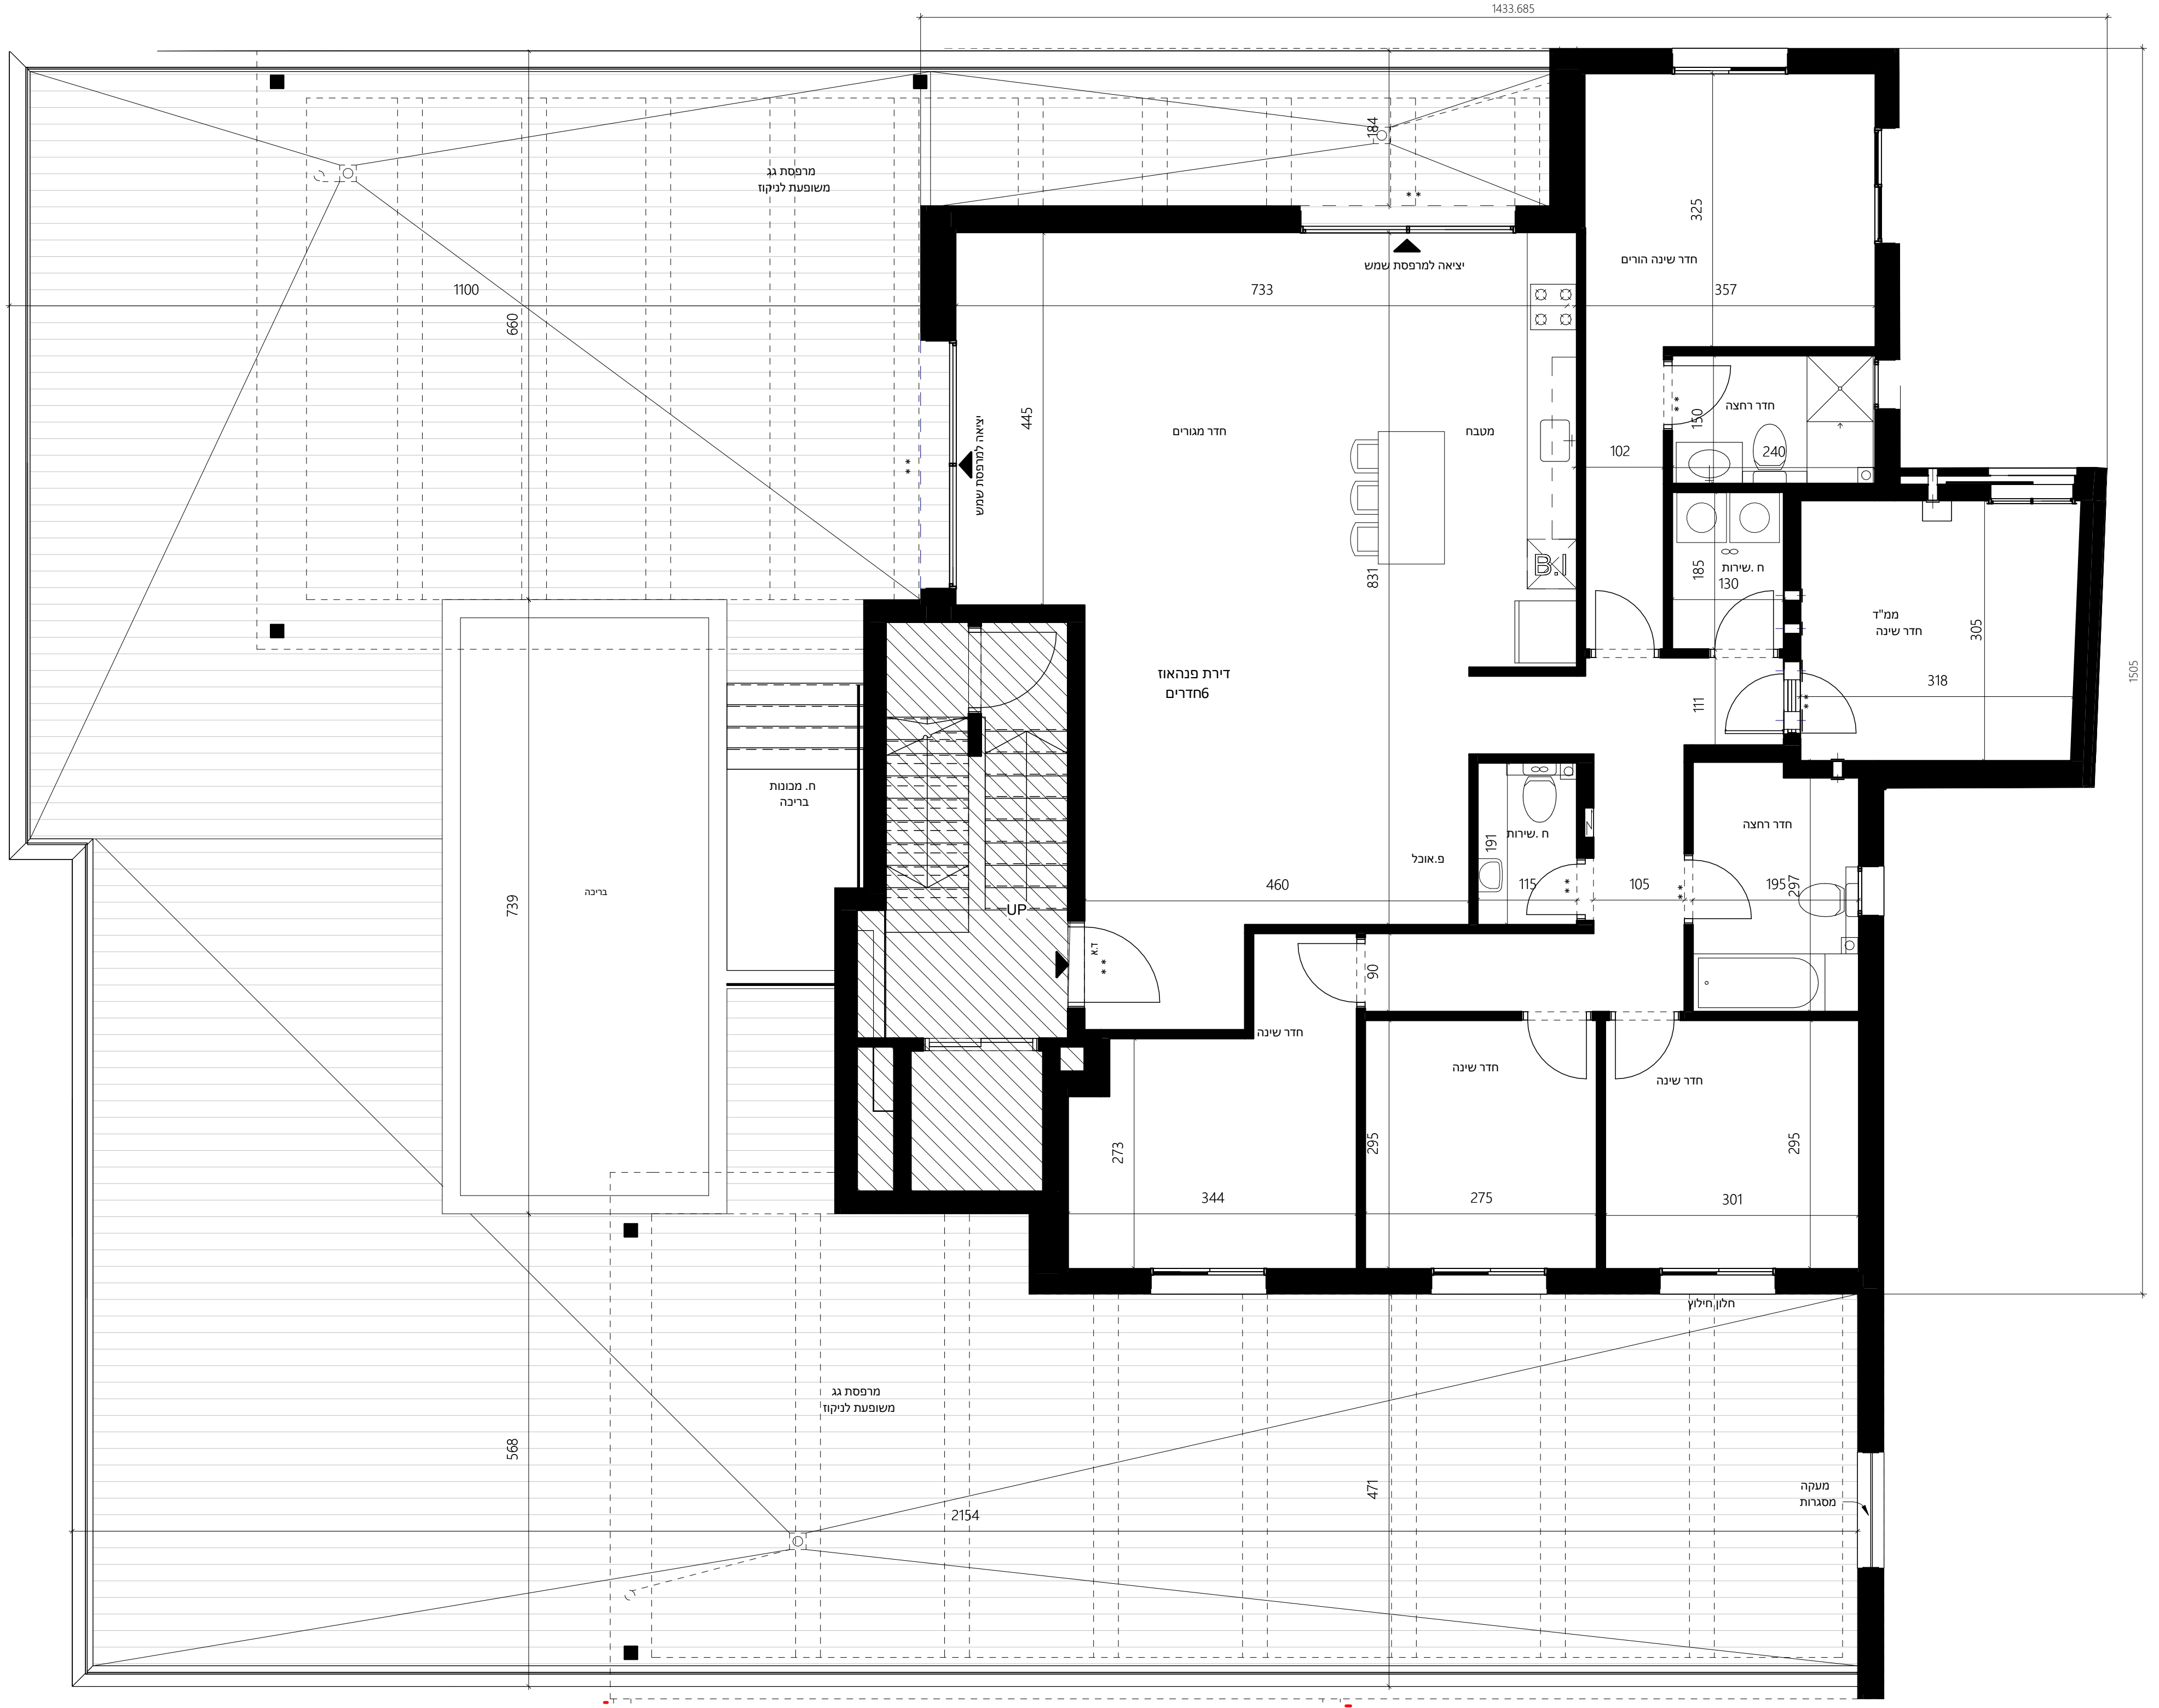 1433.685
184
מרפסת גג
משופעת לניקוז
* *
יציאה למרפסת שמש
325
חדר שינה הורים
1100
733
357
660
445
יציאה למרפסת שמש
* *
חדר מגורים
מטבח
חדר רחצה
* *
150
102
240
B.I
831
185
ח .שירות
130
ממ"ד
חדר שינה
305
דירת פנהאוז
6חדרים
318
1505
111
* *
ח. מכונות
בריכה
בריכה
739
UP
פ.אוכל
460
191
ח .שירות
115
* *
105
* *
חדר רחצה
195
297
ד.א
* *
90
חדר שינה
חדר שינה
חדר שינה
273
295
295
344
275
301
חלון חילוץ
מרפסת גג
משופעת לניקוז
568
471
2154
מעקה
מסגרות